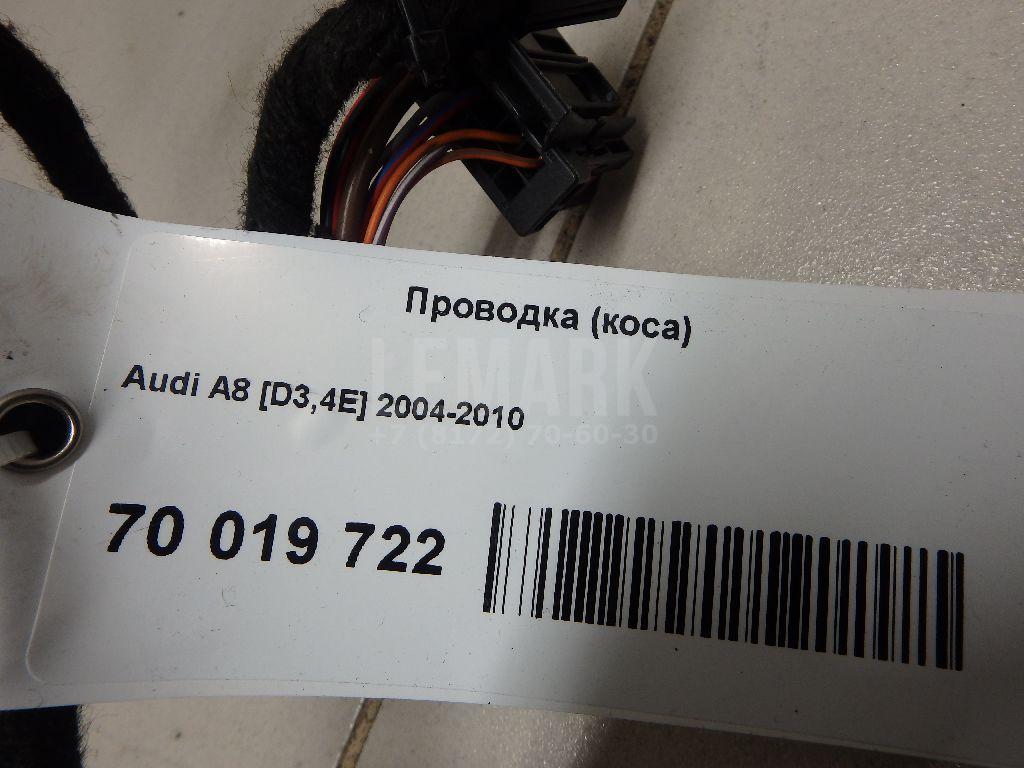 Проводка (коса)
LEMARK
Audi A8 [D3,4E] 2004-2010
+7 (8172) 70-60-30
70 019 722